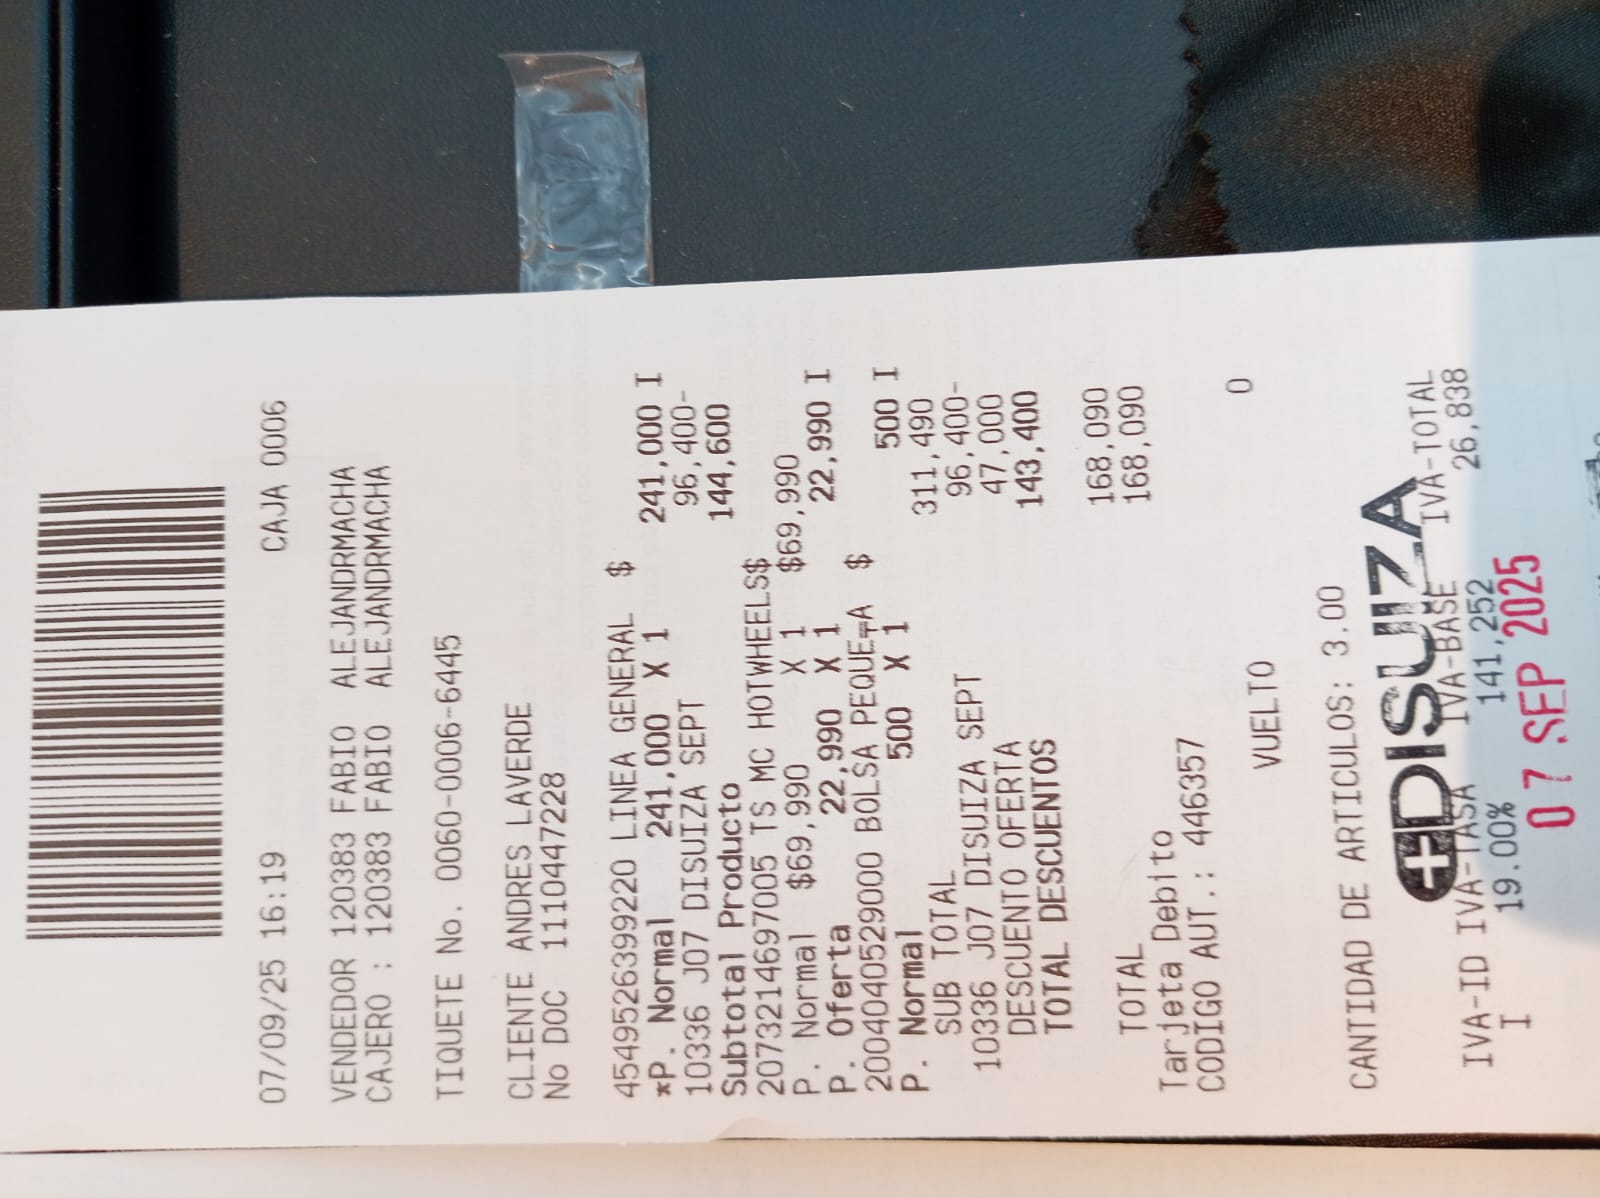 07/09/25 16:19 CAJA 0006
VENDEDOR 120383 FABIO ALEJANDRMACHA
CAJERO : 120383 FABIO ALEJANDRMACHA
TIQUETE No. 0060-0006-6445
CLIENTE ANDRES LAVERDE
No DOC 1110447228
4549526399220 LINEA GENERAL $
*P. Normal 241,000 X 1 241,000 I
10336 J07 DISUIZA SEPT 96,400-
Subtotal Producto 144,600
2073214697005 TS MC HOTWHEELS$
P. Normal $69,990 X 1 $69,990
P. Oferta 22,990 X 1 22,990 I
2004040529000 BOLSA PEQUE¬A $
P. Normal 500 X 1 500 I
SUB TOTAL 311,490
10336 J07 DISUIZA SEPT 96,400-
DESCUENTO OFERTA 47,000
TOTAL DESCUENTOS 143,400
TOTAL 168,090
Tarjeta Debito 168,090
CODIGO AUT.: 446357
VUELTO 0
CANTIDAD DE ARTICULOS: 3.00
DISUIZA
IVA-ID IVA-TASA IVA-BASE IVA-TOTAL
I 19.00% 141,252 26,838
07 SEP 2025